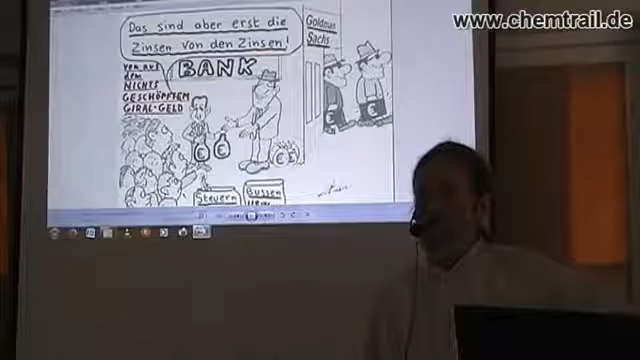 www.chemtrail.de
Das sind aber erst die
Zinsen von den Zinsen!
Goldman
Sachs
BANK
von aus
dem
NICHTS
GESCHÖPFTEM
GIRAL-GELD
€
€
€
€
Steuern
Bussen